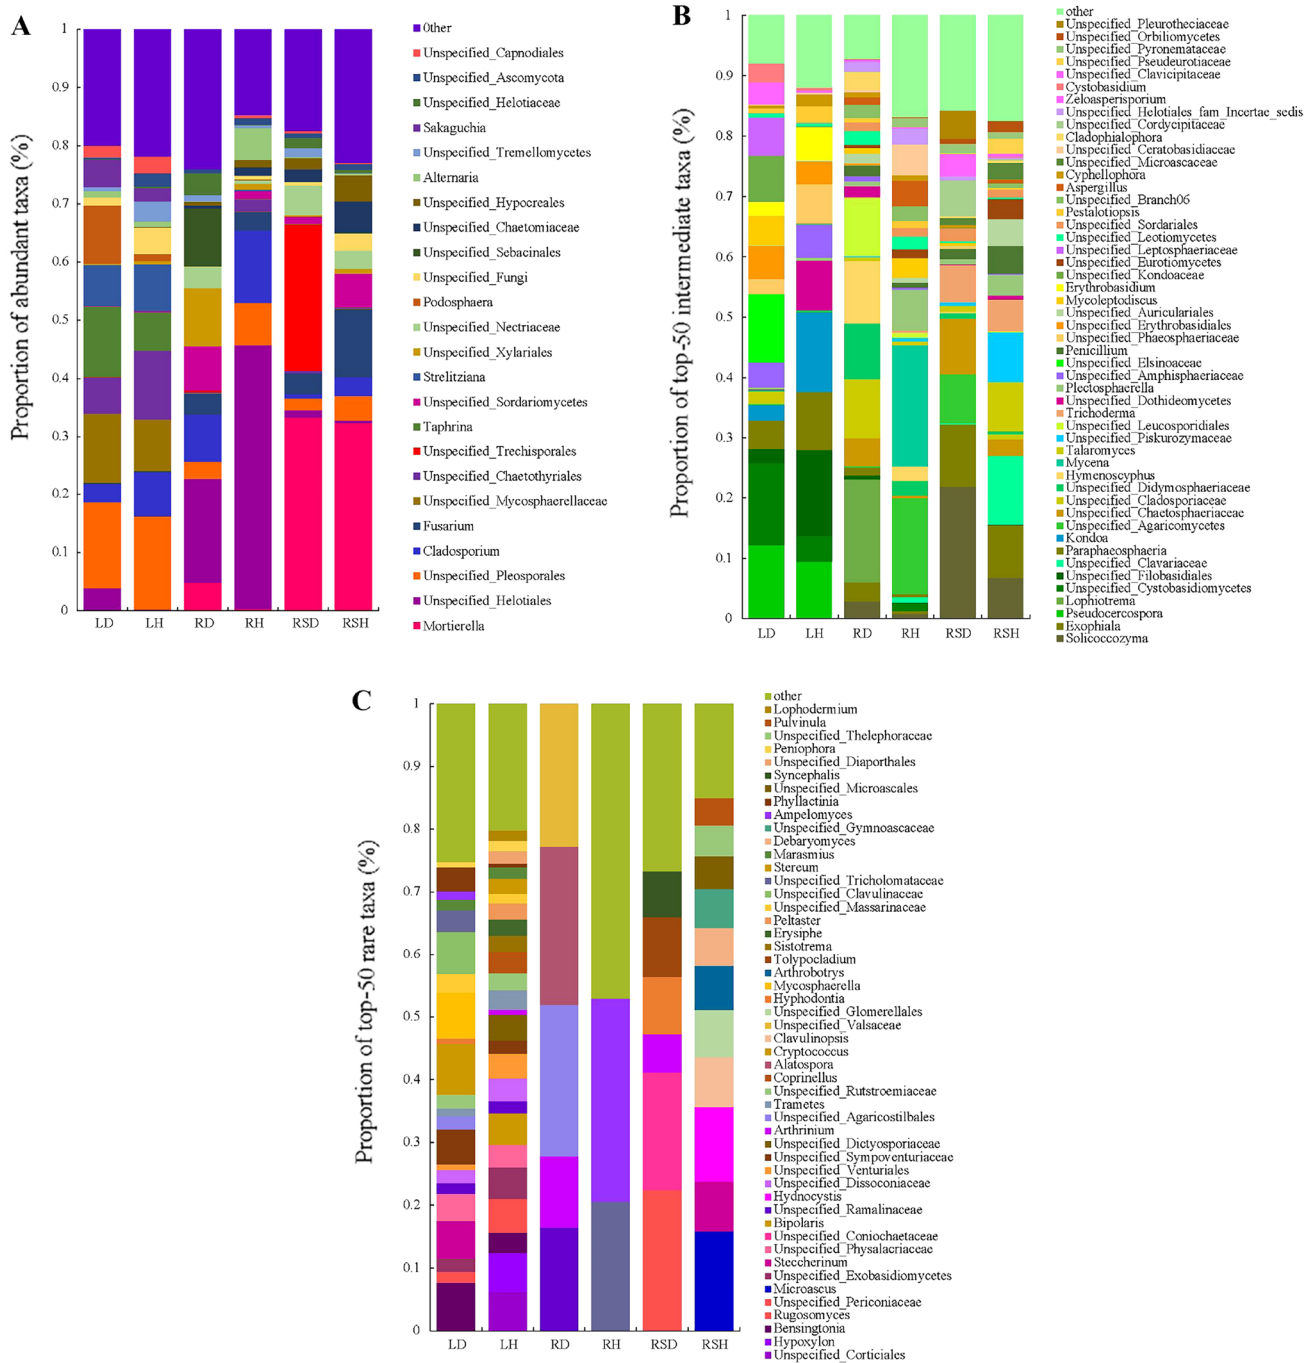 A
Proportion of abundant taxa (%)
1
0.9
0.8
0.7
0.6
0.5
0.4
0.3
0.2
0.1
0
LD
LH
RD
RH
RSD
RSH
Other
Unspecified_Capnodiales
Unspecified_Ascomycota
Unspecified_Helotiaceae
Sakaguchia
Unspecified_Tremellomycetes
Alternaria
Unspecified_Hypocreales
Unspecified_Chaetomiaceae
Unspecified_Sebacinales
Unspecified_Fungi
Podosphaera
Unspecified_Nectriaceae
Unspecified_Xylariales
Strelitziana
Unspecified_Sordariomycetes
Taphrina
Unspecified_Trechisporales
Unspecified_Chaetothyriales
Unspecified_Mycosphaerellaceae
Fusarium
Cladosporium
Unspecified_Pleosporales
Unspecified_Helotiales
Mortierella
B
Proportion of top-50 intermediate taxa (%)
1
0.9
0.8
0.7
0.6
0.5
0.4
0.3
0.2
0.1
0
LD
LH
RD
RH
RSD
RSH
other
Unspecified_Pleurotheciaceae
Unspecified_Orbiliomycetes
Unspecified_Pyronemataceae
Unspecified_Pseudeurotiaceae
Unspecified_Clavicipitaceae
Cystobasidium
Zeloasperisporium
Unspecified_Helotiales_fam_Incertae_sedis
Unspecified_Cordycipitaceae
Cladophialophora
Unspecified_Ceratobasidiaceae
Unspecified_Microascaceae
Cyphellophora
Aspergillus
Unspecified_Branch06
Pestalotiopsis
Unspecified_Sordariales
Unspecified_Leotiomycetes
Unspecified_Leptosphaeriaceae
Unspecified_Eurotiomycetes
Unspecified_Kondoaceae
Erythrobasidium
Mycoleptodiscus
Unspecified_Auriculariales
Unspecified_Erythrobasidiales
Unspecified_Phaeosphaeriaceae
Penicillium
Unspecified_Elsinoaceae
Unspecified_Amphisphaeriaceae
Plectosphaerella
Unspecified_Dothideomycetes
Trichoderma
Unspecified_Leucosporidiales
Unspecified_Piskurozymaceae
Talaromyces
Mycena
Hymenoscyphus
Unspecified_Didymosphaeriaceae
Unspecified_Cladosporiaceae
Unspecified_Chaetosphaeriaceae
Unspecified_Agaricomycetes
Kondoa
Paraphaeosphaeria
Unspecified_Clavariaceae
Unspecified_Filobasidiales
Unspecified_Cystobasidiomycetes
Lophiotrema
Pseudocercospora
Exophiala
Solicoccozyma
C
Proportion of top-50 rare taxa (%)
1
0.9
0.8
0.7
0.6
0.5
0.4
0.3
0.2
0.1
0
LD
LH
RD
RH
RSD
RSH
other
Lophodermium
Pulvinula
Unspecified_Thelephoraceae
Peniophora
Unspecified_Diaporthales
Syncephalis
Unspecified_Microascales
Phyllactinia
Ampelomyces
Unspecified_Gymnoascaceae
Debaryomyces
Marasmius
Stereum
Unspecified_Tricholomataceae
Unspecified_Clavulinaceae
Unspecified_Massarinaceae
Peltaster
Erysiphe
Sistotrema
Tolypocladium
Arthrobotrys
Mycosphaerella
Hyphodontia
Unspecified_Glomerellales
Unspecified_Valsaceae
Clavulinopsis
Cryptococcus
Alatospora
Coprinellus
Unspecified_Rutstroemiaceae
Trametes
Unspecified_Agaricostilbales
Arthrinium
Unspecified_Dictyosporiaceae
Unspecified_Sympoventuriaceae
Unspecified_Venturiales
Unspecified_Dissoconiaceae
Hydnocystis
Unspecified_Ramalinaceae
Bipolaris
Unspecified_Coniochaetaceae
Unspecified_Physalacriaceae
Steccherinum
Unspecified_Exobasidiomycetes
Microascus
Unspecified_Periconiaceae
Rugosomyces
Bensingtonia
Hypoxylon
Unspecified_Corticiales